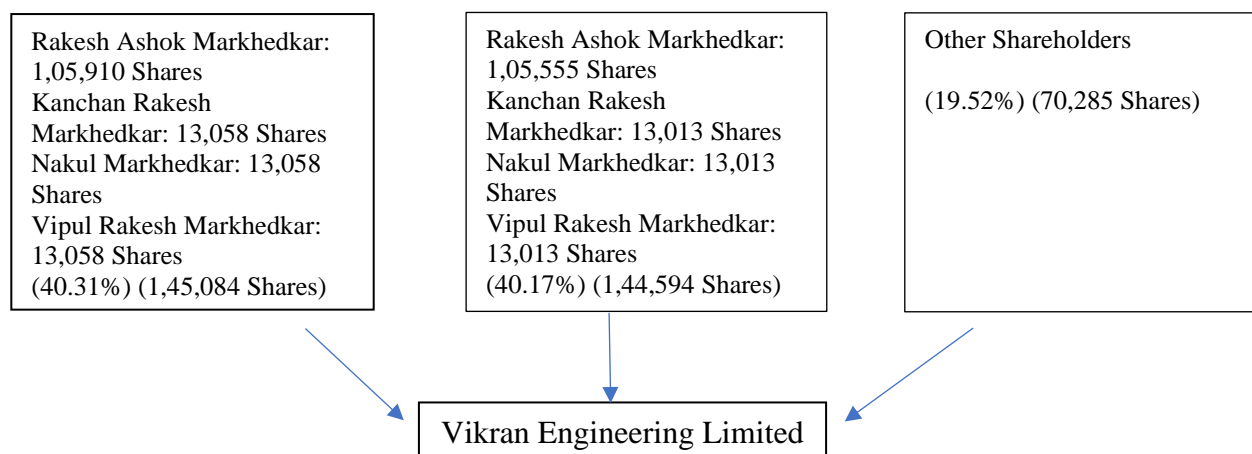 Rakesh Ashok Markhedkar:
1,05,910 Shares
Kanchan Rakesh
Markhedkar: 13,058 Shares
Nakul Markhedkar: 13,058
Shares
Vipul Rakesh Markhedkar:
13,058 Shares
(40.31%) (1,45,084 Shares)
Rakesh Ashok Markhedkar:
1,05,555 Shares
Kanchan Rakesh
Markhedkar: 13,013 Shares
Nakul Markhedkar: 13,013
Shares
Vipul Rakesh Markhedkar:
13,013 Shares
(40.17%) (1,44,594 Shares)
Other Shareholders
(19.52%) (70,285 Shares)
Vikran Engineering Limited